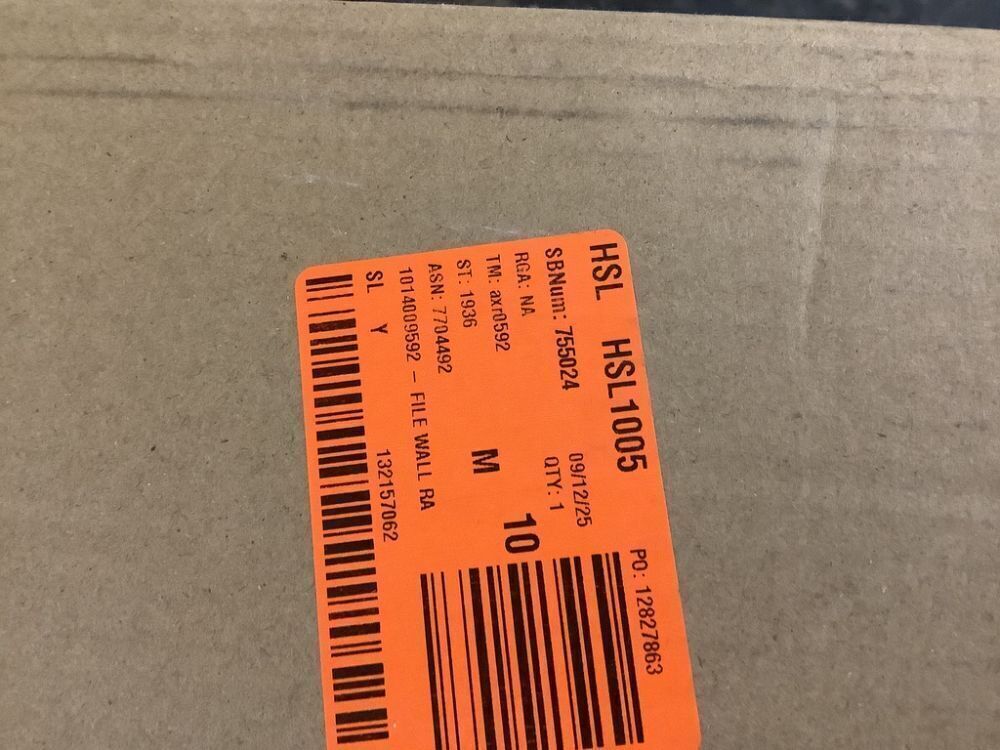 HSL HSL1005 PO: 12827863
SBNum: 755024 09/12/25
RGA: NA QTY: 1
TM: axr0592 10
ST: 1936 M
ASN: 7704492
1014009592 - FILE WALL RA
SL Y 132157062